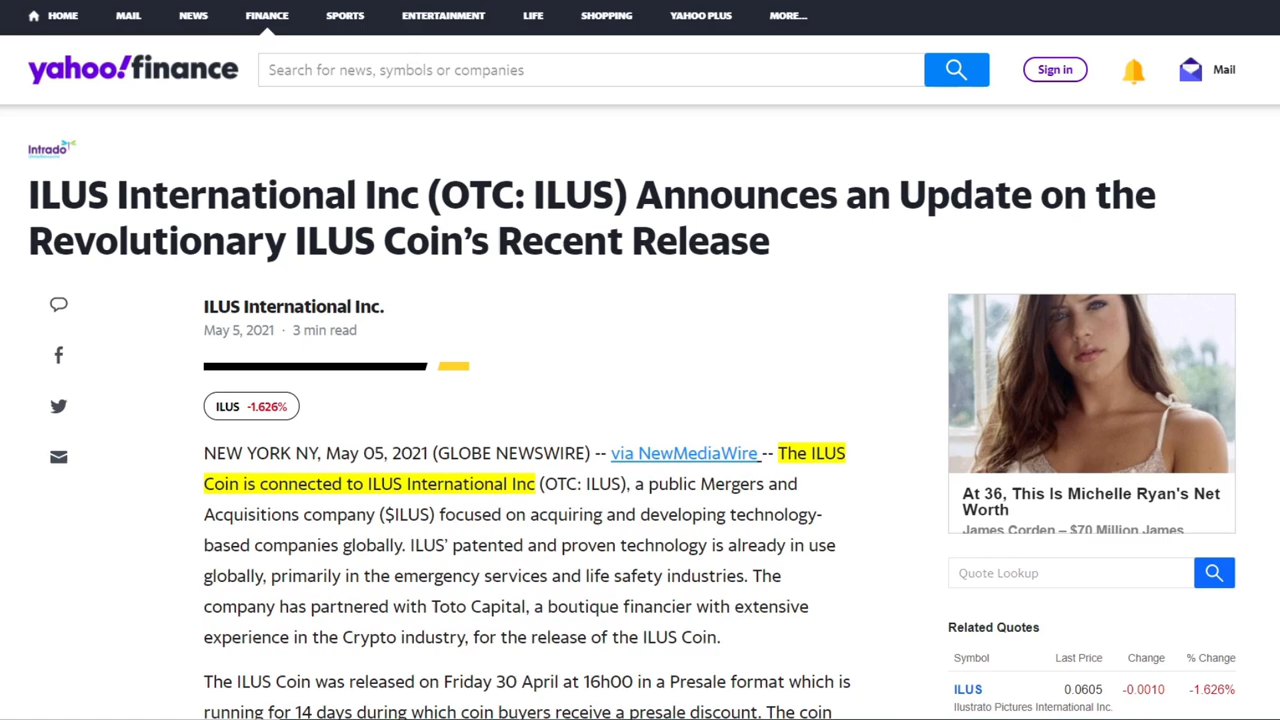 HOME MAIL NEWS FINANCE SPORTS ENTERTAINMENT LIFE SHOPPING YAHOO PLUS MORE...
yahoo!finance Search for news, symbols or companies Sign in Mail
Intrado
ILUS International Inc (OTC: ILUS) Announces an Update on the
Revolutionary ILUS Coin's Recent Release
ILUS International Inc.
May 5, 2021 · 3 min read
ILUS -1.626%
NEW YORK NY, May 05, 2021 (GLOBE NEWSWIRE) -- via NewMediaWire -- The ILUS
Coin is connected to ILUS International Inc (OTC: ILUS), a public Mergers and
Acquisitions company ($ILUS) focused on acquiring and developing technology-
based companies globally. ILUS' patented and proven technology is already in use
globally, primarily in the emergency services and life safety industries. The
company has partnered with Toto Capital, a boutique financier with extensive
experience in the Crypto industry, for the release of the ILUS Coin.
The ILUS Coin was released on Friday 30 April at 16h00 in a Presale format which is
running for 14 days during which coin buyers receive a presale discount. The coin
At 36, This Is Michelle Ryan's Net
Worth
James Corden – $70 Million James
Quote Lookup
Related Quotes
Symbol Last Price Change % Change
ILUS 0.0605 -0.0010 -1.626%
Ilustrato Pictures International Inc.